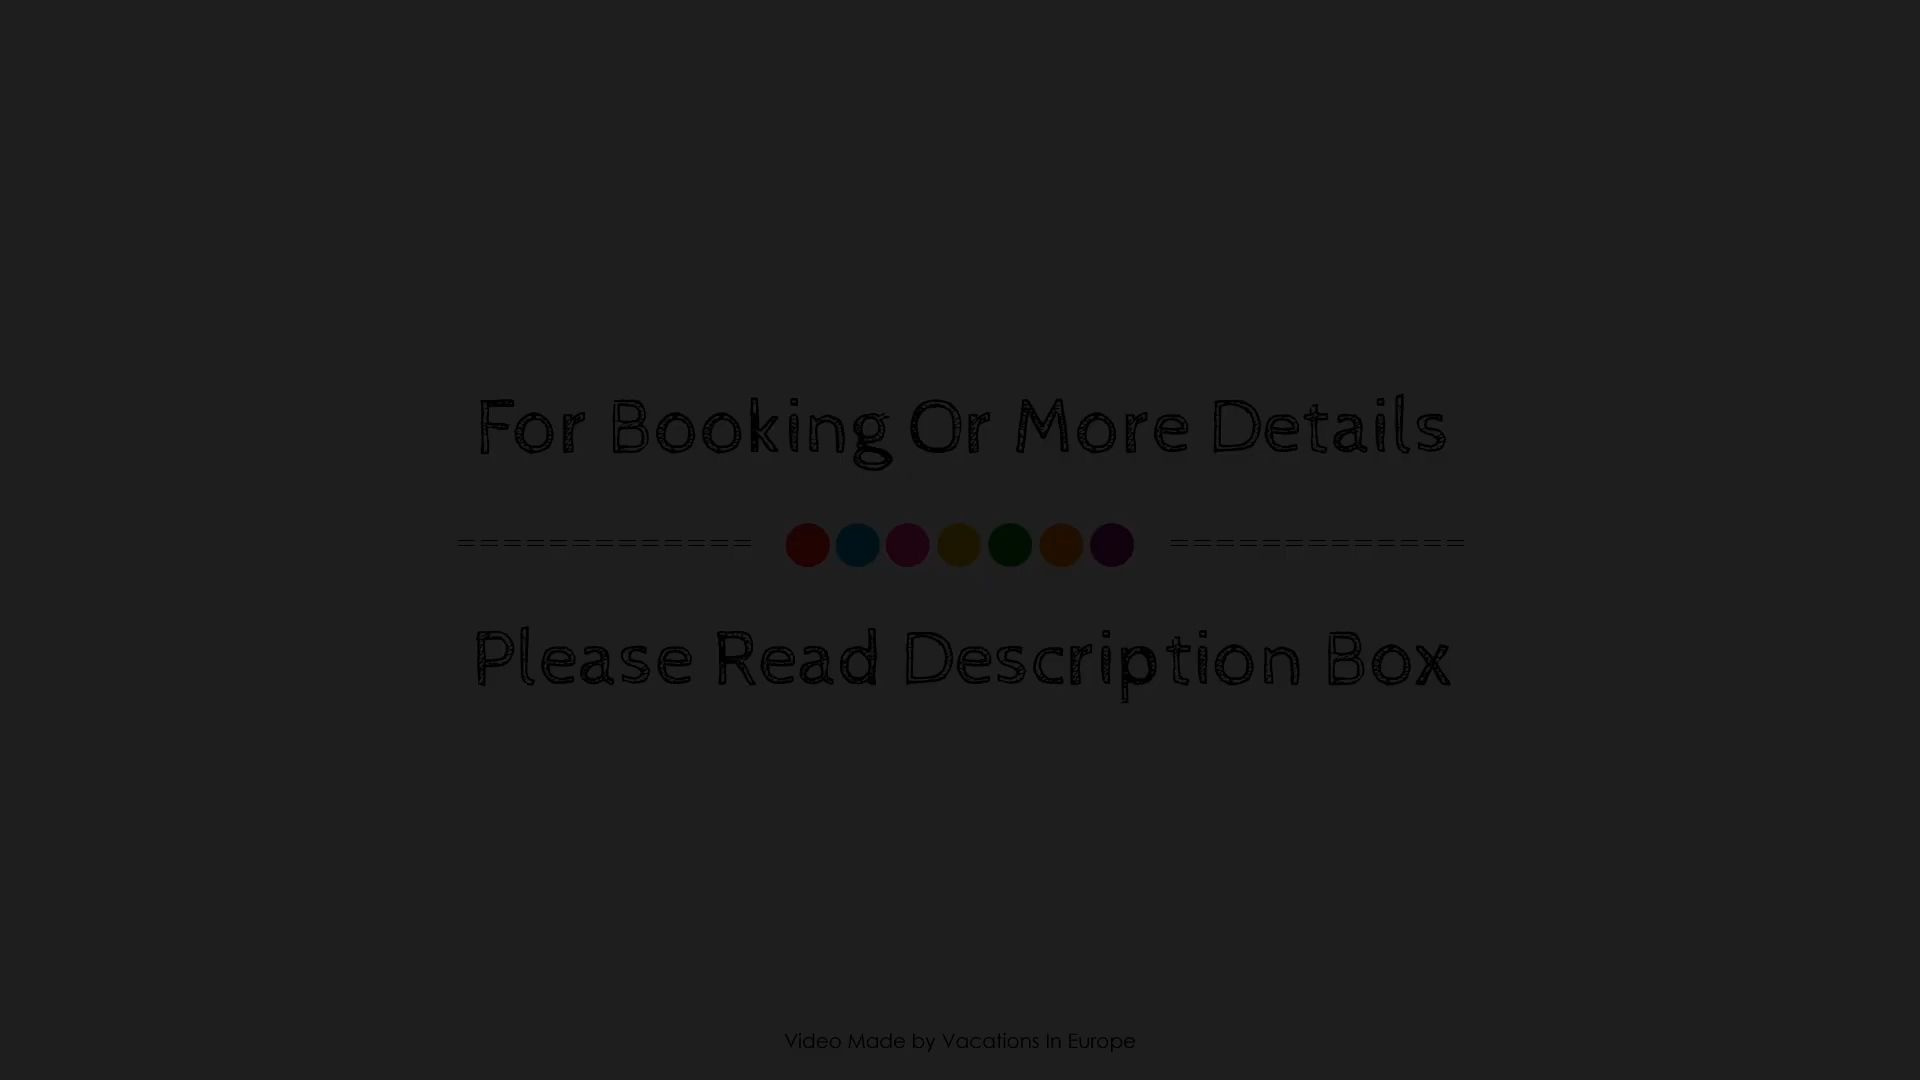 For Booking Or More Details
============= =============
Please Read Description Box
Video Made by Vacations In Europe